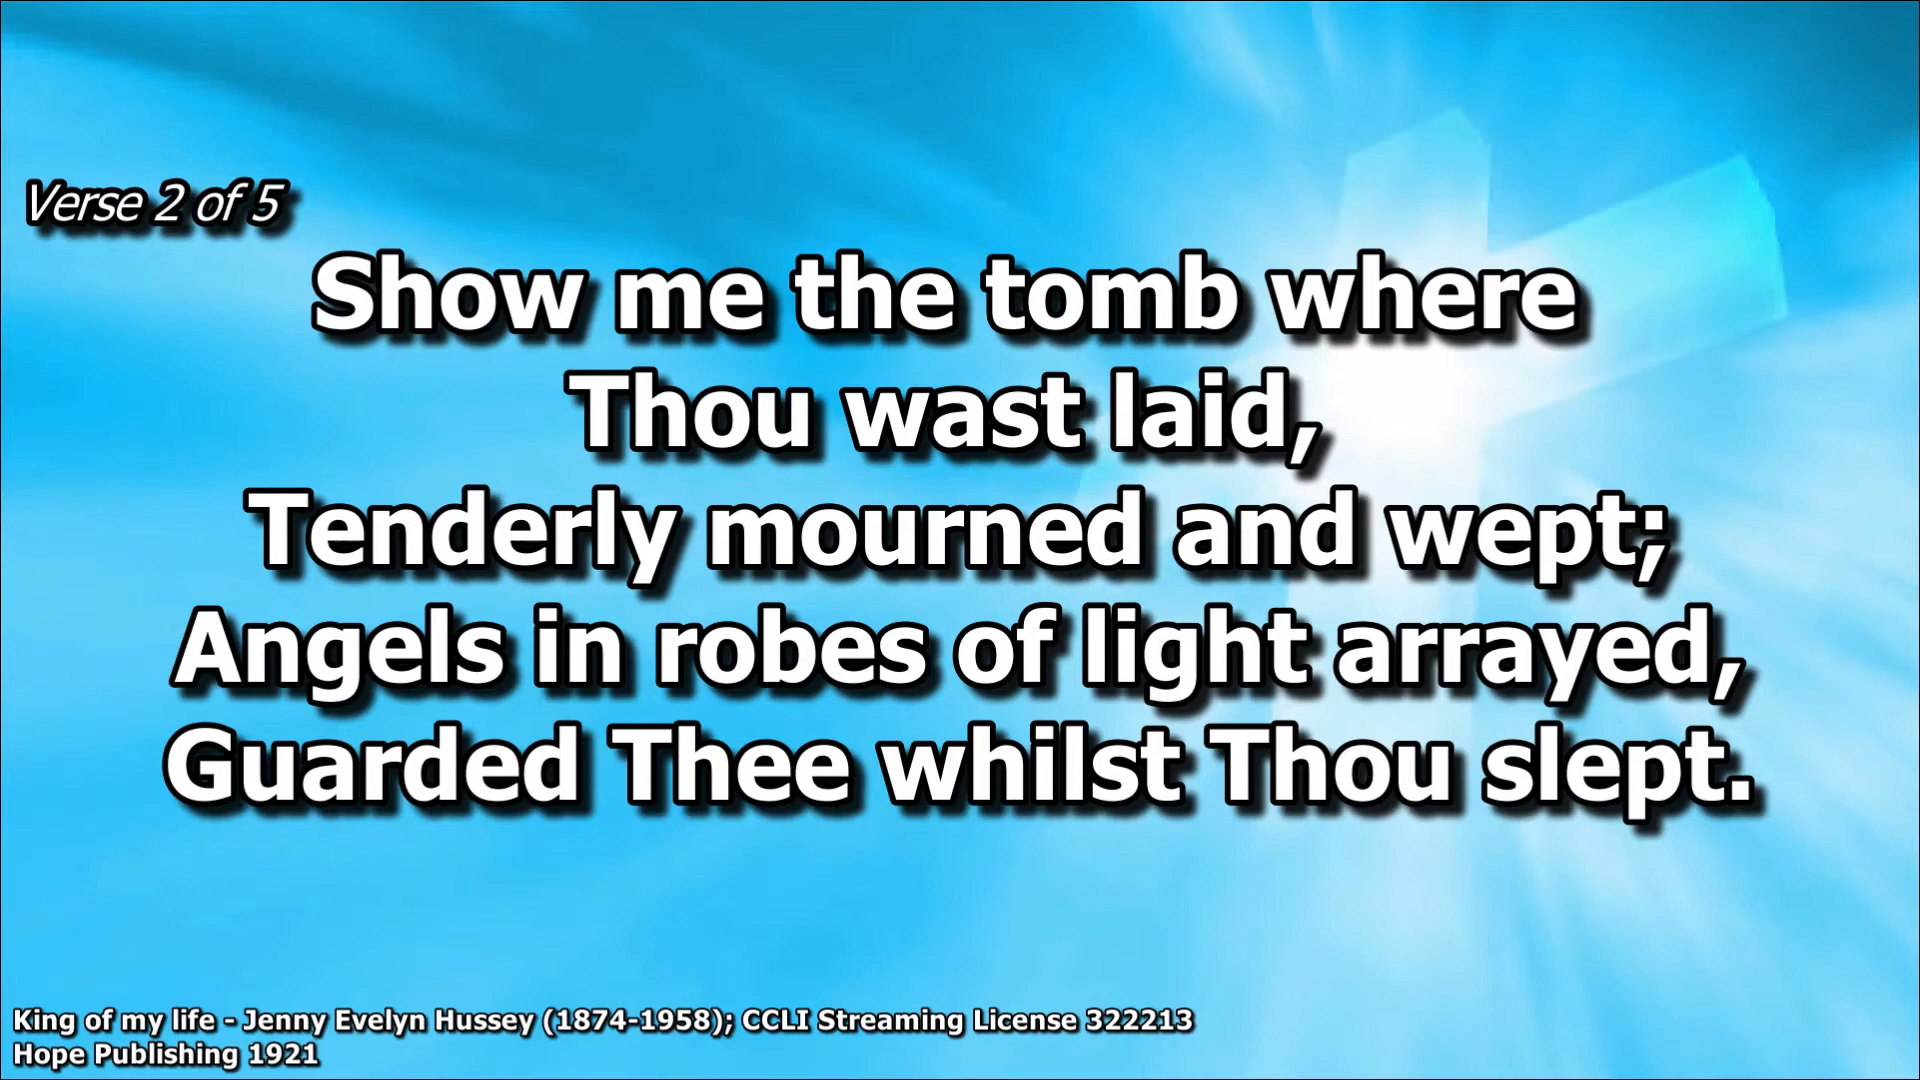 Verse 2 of 5
Show me the tomb where
Thou wast laid,
Tenderly mourned and wept;
Angels in robes of light arrayed,
Guarded Thee whilst Thou slept.
King of my life - Jenny Evelyn Hussey (1874-1958); CCLI Streaming License 322213
Hope Publishing 1921